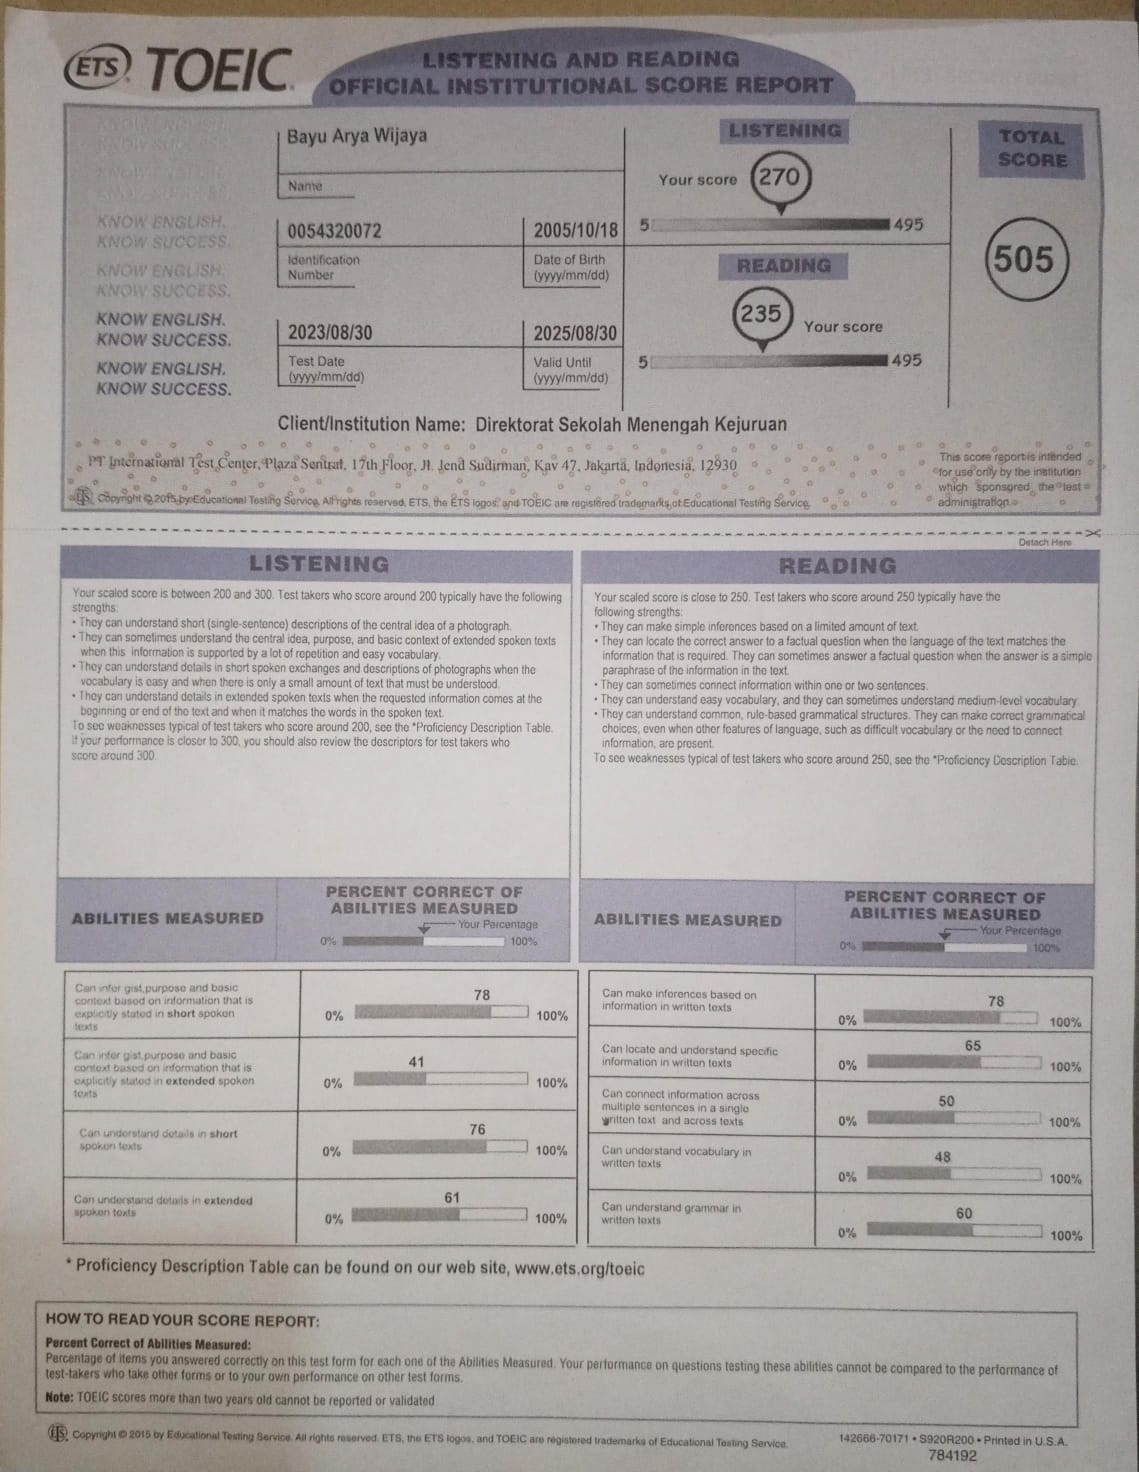 ETS TOEIC
LISTENING AND READING
OFFICIAL INSTITUTIONAL SCORE REPORT
KNOW ENGLISH.
KNOW SUCCESS.
KNOW ENGLISH.
KNOW SUCCESS.
KNOW ENGLISH.
KNOW SUCCESS.
KNOW ENGLISH.
KNOW SUCCESS.
Bayu Arya Wijaya
Name
0054320072
Identification
Number
2005/10/18
Date of Birth
(yyyy/mm/dd)
2023/08/30
Test Date
(yyyy/mm/dd)
2025/08/30
Valid Until
(yyyy/mm/dd)
LISTENING
Your score 270
5 495
READING
235 Your score
5 495
TOTAL
SCORE
505
Client/Institution Name: Direktorat Sekolah Menengah Kejuruan
PT International Test Center, Plaza Sentral, 17th Floor, Jl. Jend Sudirman, Kav 47, Jakarta, Indonesia, 12930
Copyright © 2015 by Educational Testing Service. All rights reserved. ETS, the ETS logos, and TOEIC are registered trademarks of Educational Testing Service.
This score report is intended
for use only by the institution
which sponsored the test
administration.
Detach Here
LISTENING
Your scaled score is between 200 and 300. Test takers who score around 200 typically have the following
strengths:
• They can understand short (single-sentence) descriptions of the central idea of a photograph.
• They can sometimes understand the central idea, purpose, and basic context of extended spoken texts
when this information is supported by a lot of repetition and easy vocabulary.
• They can understand details in short spoken exchanges and descriptions of photographs when the
vocabulary is easy and when there is only a small amount of text that must be understood.
• They can understand details in extended spoken texts when the requested information comes at the
beginning or end of the text and when it matches the words in the spoken text.
To see weaknesses typical of test takers who score around 200, see the *Proficiency Description Table.
If your performance is closer to 300, you should also review the descriptors for test takers who
score around 300.
READING
Your scaled score is close to 250. Test takers who score around 250 typically have the
following strengths:
• They can make simple inferences based on a limited amount of text.
• They can locate the correct answer to a factual question when the language of the text matches the
information that is required. They can sometimes answer a factual question when the answer is a simple
paraphrase of the information in the text.
• They can sometimes connect information within one or two sentences.
• They can understand easy vocabulary, and they can sometimes understand medium-level vocabulary.
• They can understand common, rule-based grammatical structures. They can make correct grammatical
choices, even when other features of language, such as difficult vocabulary or the need to connect
information, are present.
To see weaknesses typical of test takers who score around 250, see the *Proficiency Description Table.
ABILITIES MEASURED
PERCENT CORRECT OF
ABILITIES MEASURED
Your Percentage
0% 100%
Can infer gist,purpose and basic
context based on information that is
explicitly stated in short spoken
texts
78
0% 100%
Can infer gist,purpose and basic
context based on information that is
explicitly stated in extended spoken
texts
41
0% 100%
Can understand details in short
spoken texts
76
0% 100%
Can understand details in extended
spoken texts
61
0% 100%
ABILITIES MEASURED
PERCENT CORRECT OF
ABILITIES MEASURED
Your Percentage
0% 100%
Can make inferences based on
information in written texts
78
0% 100%
Can locate and understand specific
information in written texts
65
0% 100%
Can connect information across
multiple sentences in a single
written text and across texts
50
0% 100%
Can understand vocabulary in
written texts
48
0% 100%
Can understand grammar in
written texts
60
0% 100%
* Proficiency Description Table can be found on our web site, www.ets.org/toeic
HOW TO READ YOUR SCORE REPORT:
Percent Correct of Abilities Measured:
Percentage of items you answered correctly on this test form for each one of the Abilities Measured. Your performance on questions testing these abilities cannot be compared to the performance of
test-takers who take other forms or to your own performance on other test forms.
Note: TOEIC scores more than two years old cannot be reported or validated
Copyright © 2015 by Educational Testing Service. All rights reserved. ETS, the ETS logos, and TOEIC are registered trademarks of Educational Testing Service.
142666-70171 • S920R200 • Printed in U.S.A.
784192